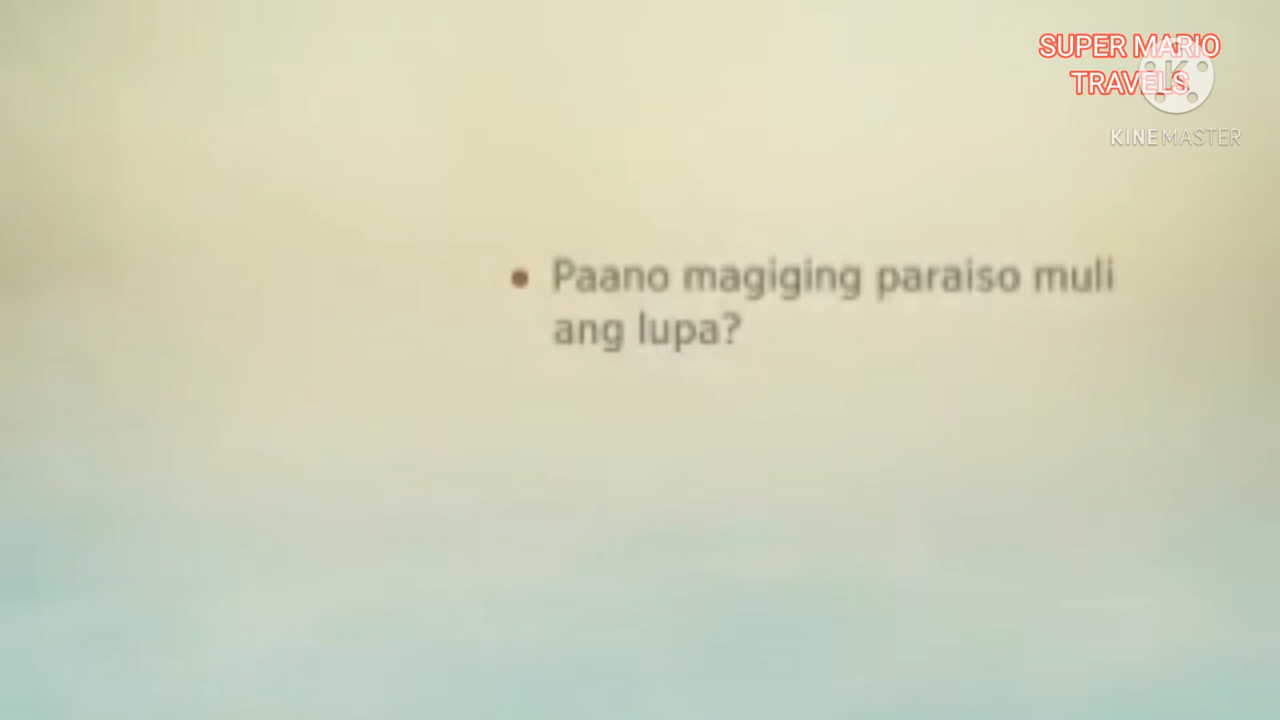 SUPER MARIO
TRAVELS
KINEMASTER
• Paano magiging paraiso muli
ang lupa?